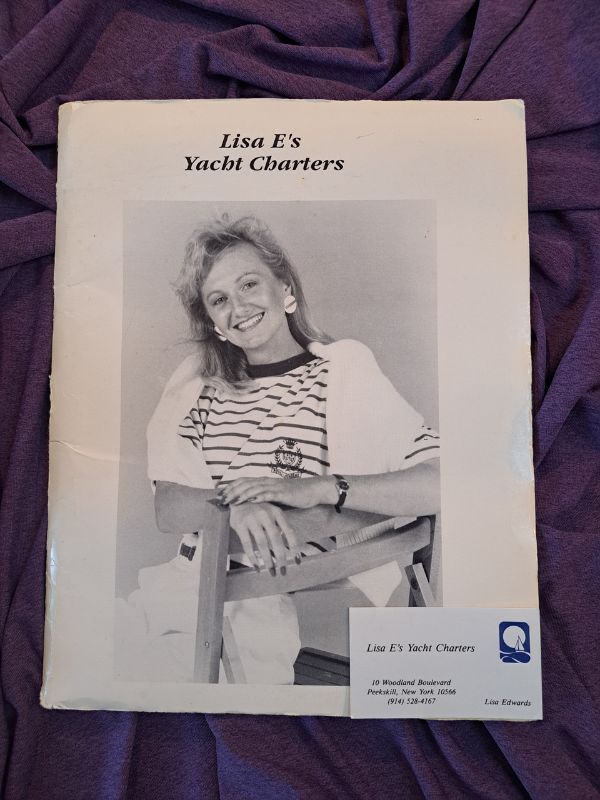 Lisa E's
Yacht Charters
Lisa E's Yacht Charters
10 Woodland Boulevard
Peekskill, New York 10566
(914) 528-4167
Lisa Edwards